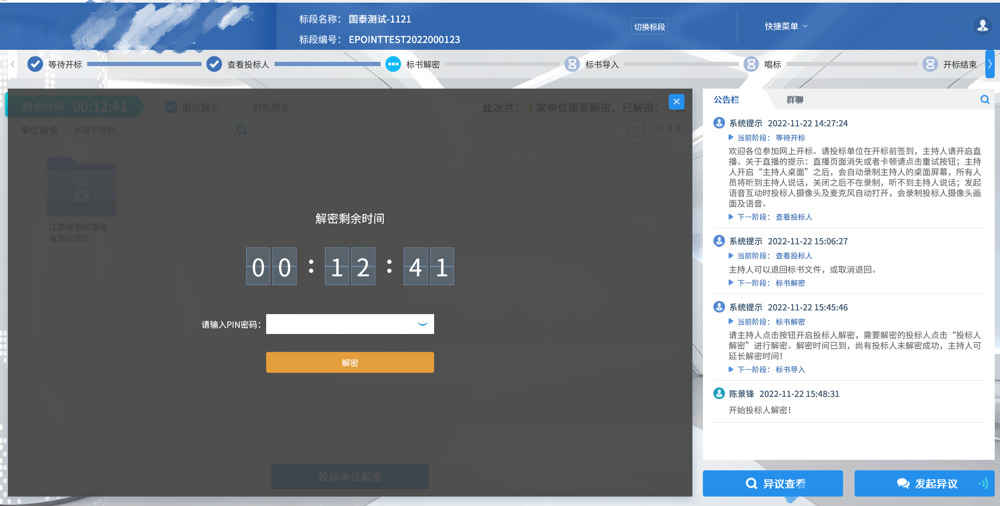 标段名称： 国泰测试-1121
标段编号： EPOINTTEST2022000123
切换标段
快捷菜单
等待开标
查看投标人
标书解密
标书导入
唱标
开标结束
剩余时间 00:12:41
图标展示
列表展示
此次共： 1 家单位需要解密，已解密： 家
单位搜索
关键字搜索
1
共 1 条
江苏省测试服务
有限公司5
解密剩余时间
00 : 12 : 41
请输入PIN密码：
解密
投标单位解密
公告栏
群聊
系统提示 2022-11-22 14:27:24
当前阶段： 等待开标
欢迎各位参加网上开标。请投标单位在开标前签到，主持人请开启直
播。关于直播的提示：直播页面消失或者卡顿请点击重试按钮；主持
人开启“主持人桌面”之后，会自动录制主持人的桌面屏幕，所有人
员将听到主持人说话，关闭之后不在录制，听不到主持人说话；发起
语音互动时投标人摄像头及麦克风自动打开，会录制投标人摄像头画
面及语音。
下一阶段： 查看投标人
系统提示 2022-11-22 15:06:27
当前阶段： 查看投标人
主持人可以退回标书文件，或取消退回。
下一阶段： 标书解密
系统提示 2022-11-22 15:45:46
当前阶段： 标书解密
请主持人点击按钮开启投标人解密，需要解密的投标人点击“投标人
解密”进行解密。解密时间已到，尚有投标人未解密成功，主持人可
延长解密时间！
下一阶段： 标书导入
陈景锋 2022-11-22 15:48:31
开始投标人解密！
异议查看
发起异议